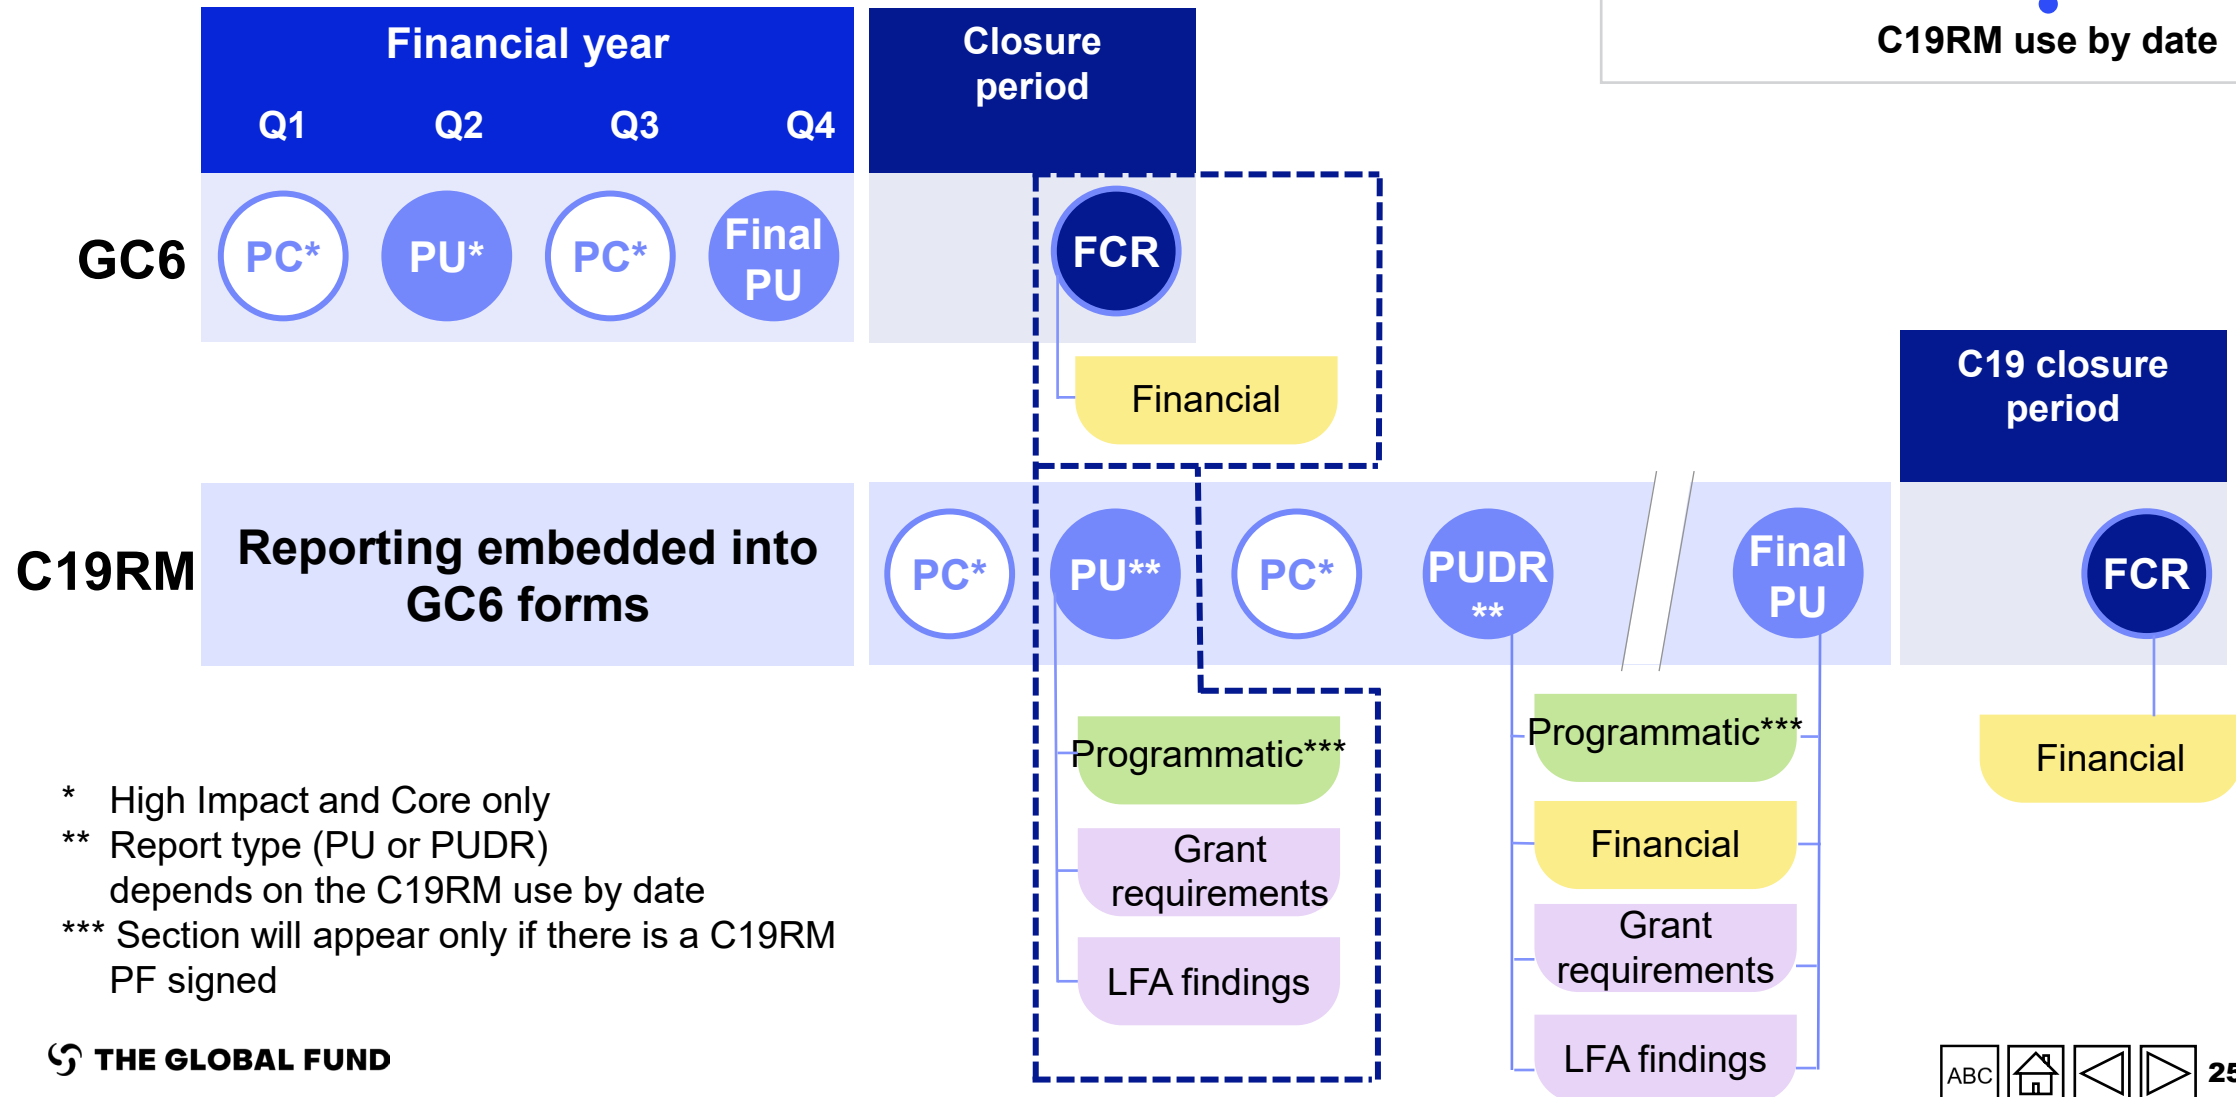 Financial year
Q1 Q2 Q3 Q4
Closure
period
C19RM use by date
GC6
PC*
PU*
PC*
Final
PU
FCR
Financial
C19 closure
period
C19RM
Reporting embedded into
GC6 forms
PC*
PU**
PC*
PUDR
**
Final
PU
FCR
Programmatic***
Grant
requirements
LFA findings
Programmatic***
Financial
Grant
requirements
LFA findings
Financial
* High Impact and Core only
** Report type (PU or PUDR)
depends on the C19RM use by date
*** Section will appear only if there is a C19RM
PF signed
THE GLOBAL FUND
ABC
25